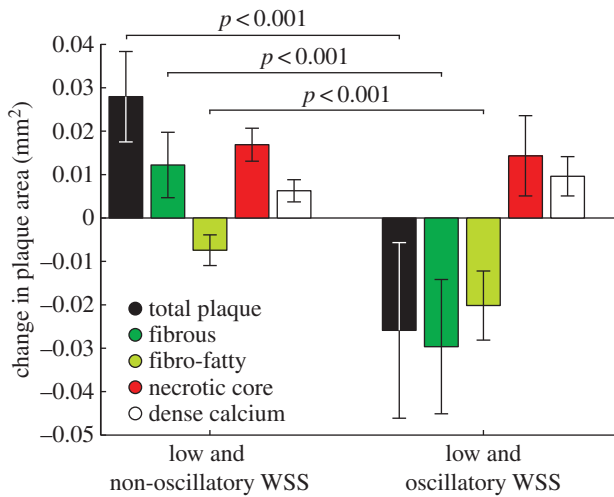 p < 0.001
p < 0.001
p < 0.001
change in plaque area (mm²)
0.04
0.03
0.02
0.01
0
–0.01
–0.02
–0.03
–0.04
–0.05
total plaque
fibrous
fibro-fatty
necrotic core
dense calcium
low and
non-oscillatory WSS
low and
oscillatory WSS